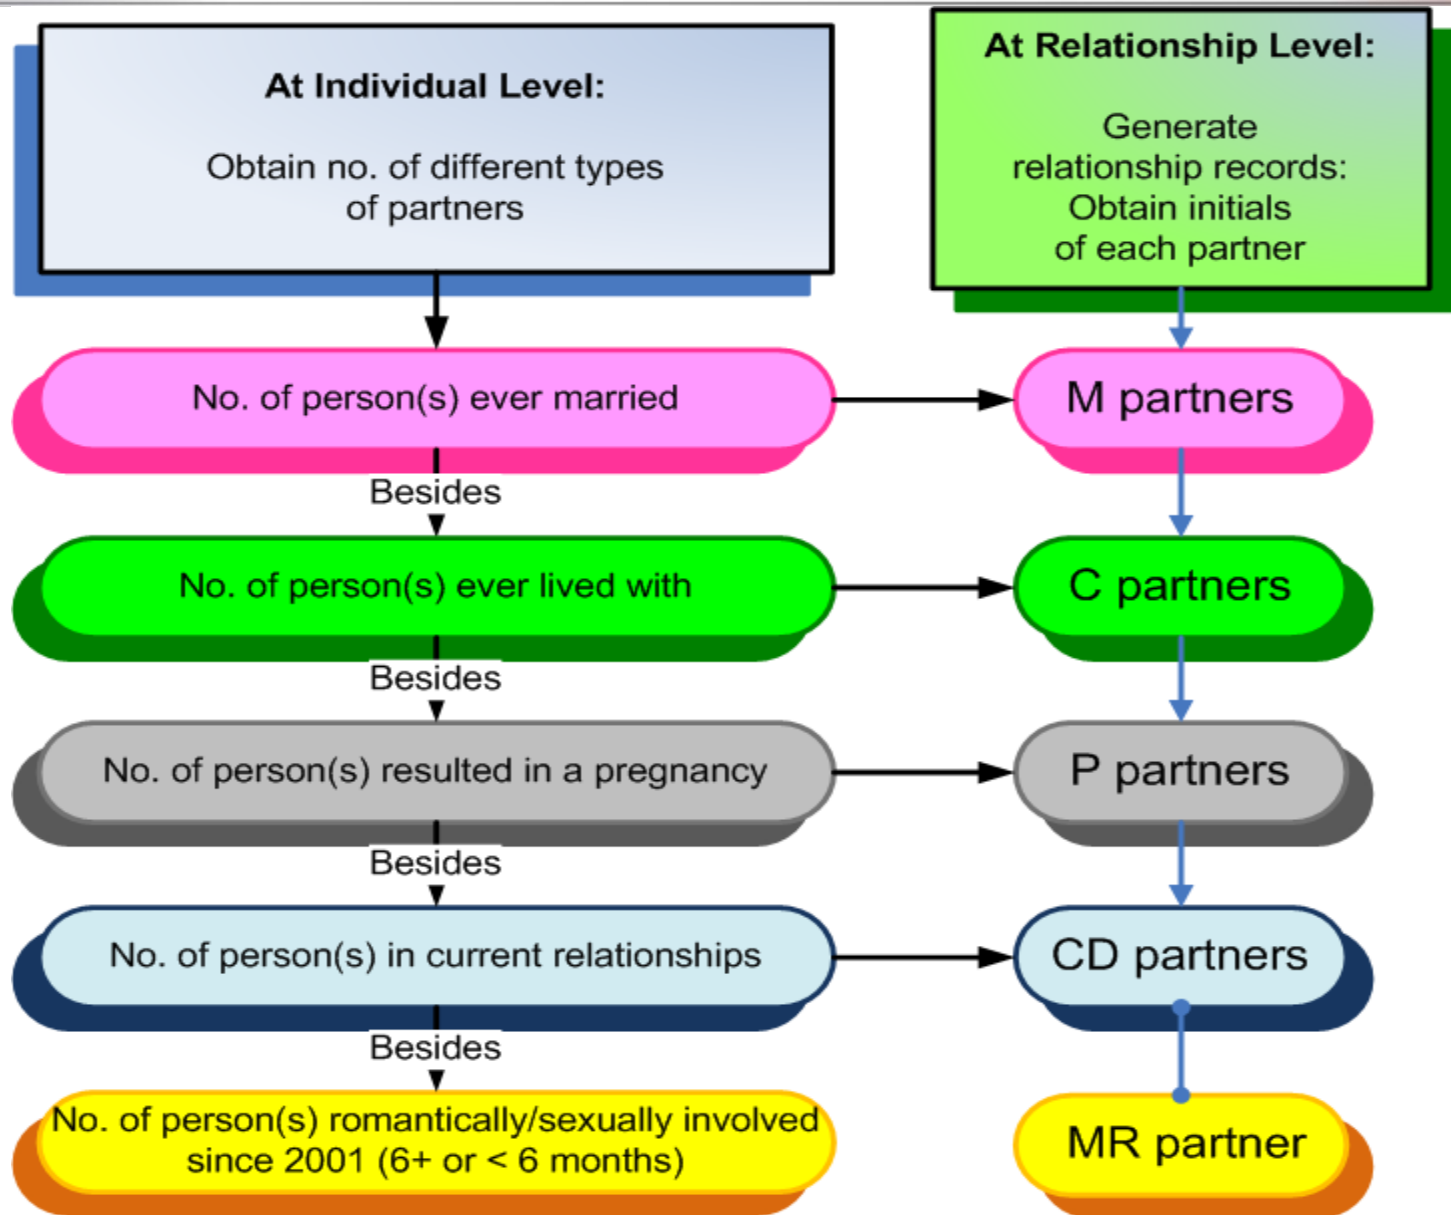 At Individual Level:
Obtain no. of different types
of partners
At Relationship Level:
Generate
relationship records:
Obtain initials
of each partner
No. of person(s) ever married
M partners
Besides
No. of person(s) ever lived with
C partners
Besides
No. of person(s) resulted in a pregnancy
P partners
Besides
No. of person(s) in current relationships
CD partners
Besides
No. of person(s) romantically/sexually involved
since 2001 (6+ or < 6 months)
MR partner